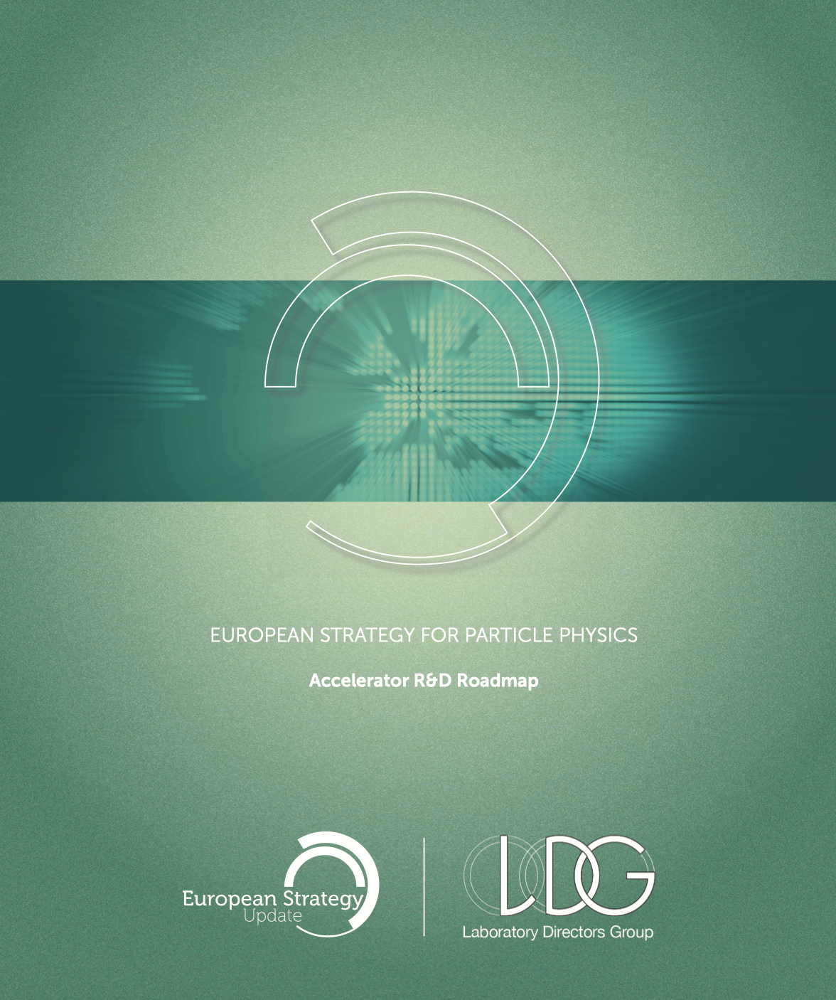 EUROPEAN STRATEGY FOR PARTICLE PHYSICS
Accelerator R&D Roadmap
European Strategy
Update
LDG
Laboratory Directors Group